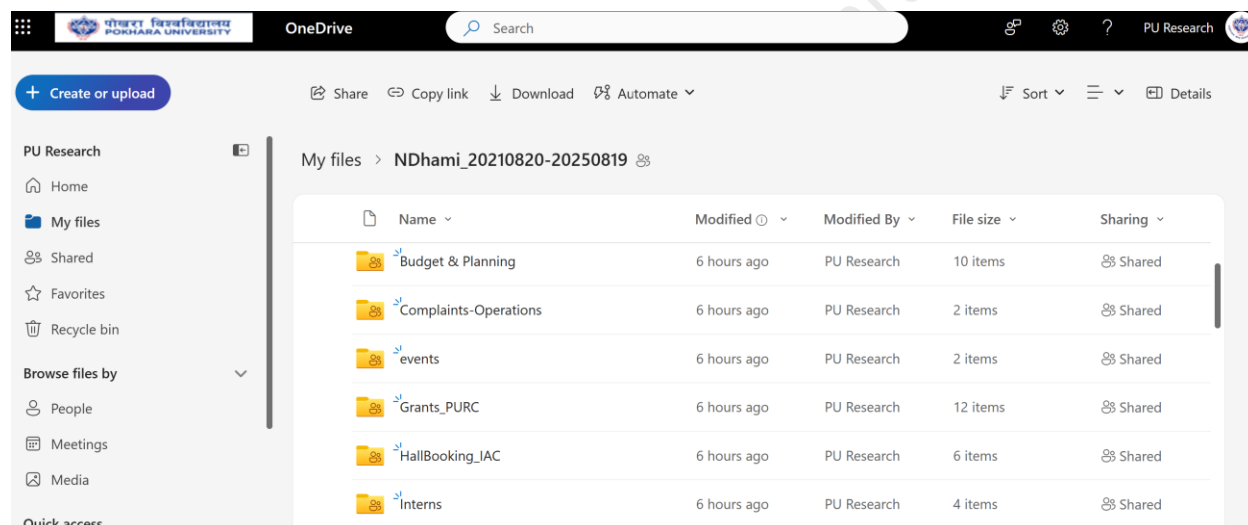 पोखरा विश्वविद्यालय
POKHARA UNIVERSITY
OneDrive
Search
PU Research
+ Create or upload
Share Copy link Download Automate
Sort Details
PU Research
Home
My files
Shared
Favorites
Recycle bin
Browse files by
People
Meetings
Media
Quick access
My files > NDhami_20210820-20250819
Name Modified Modified By File size Sharing
Budget & Planning 6 hours ago PU Research 10 items Shared
Complaints-Operations 6 hours ago PU Research 2 items Shared
events 6 hours ago PU Research 2 items Shared
Grants_PURC 6 hours ago PU Research 12 items Shared
HallBooking_IAC 6 hours ago PU Research 6 items Shared
Interns 6 hours ago PU Research 4 items Shared